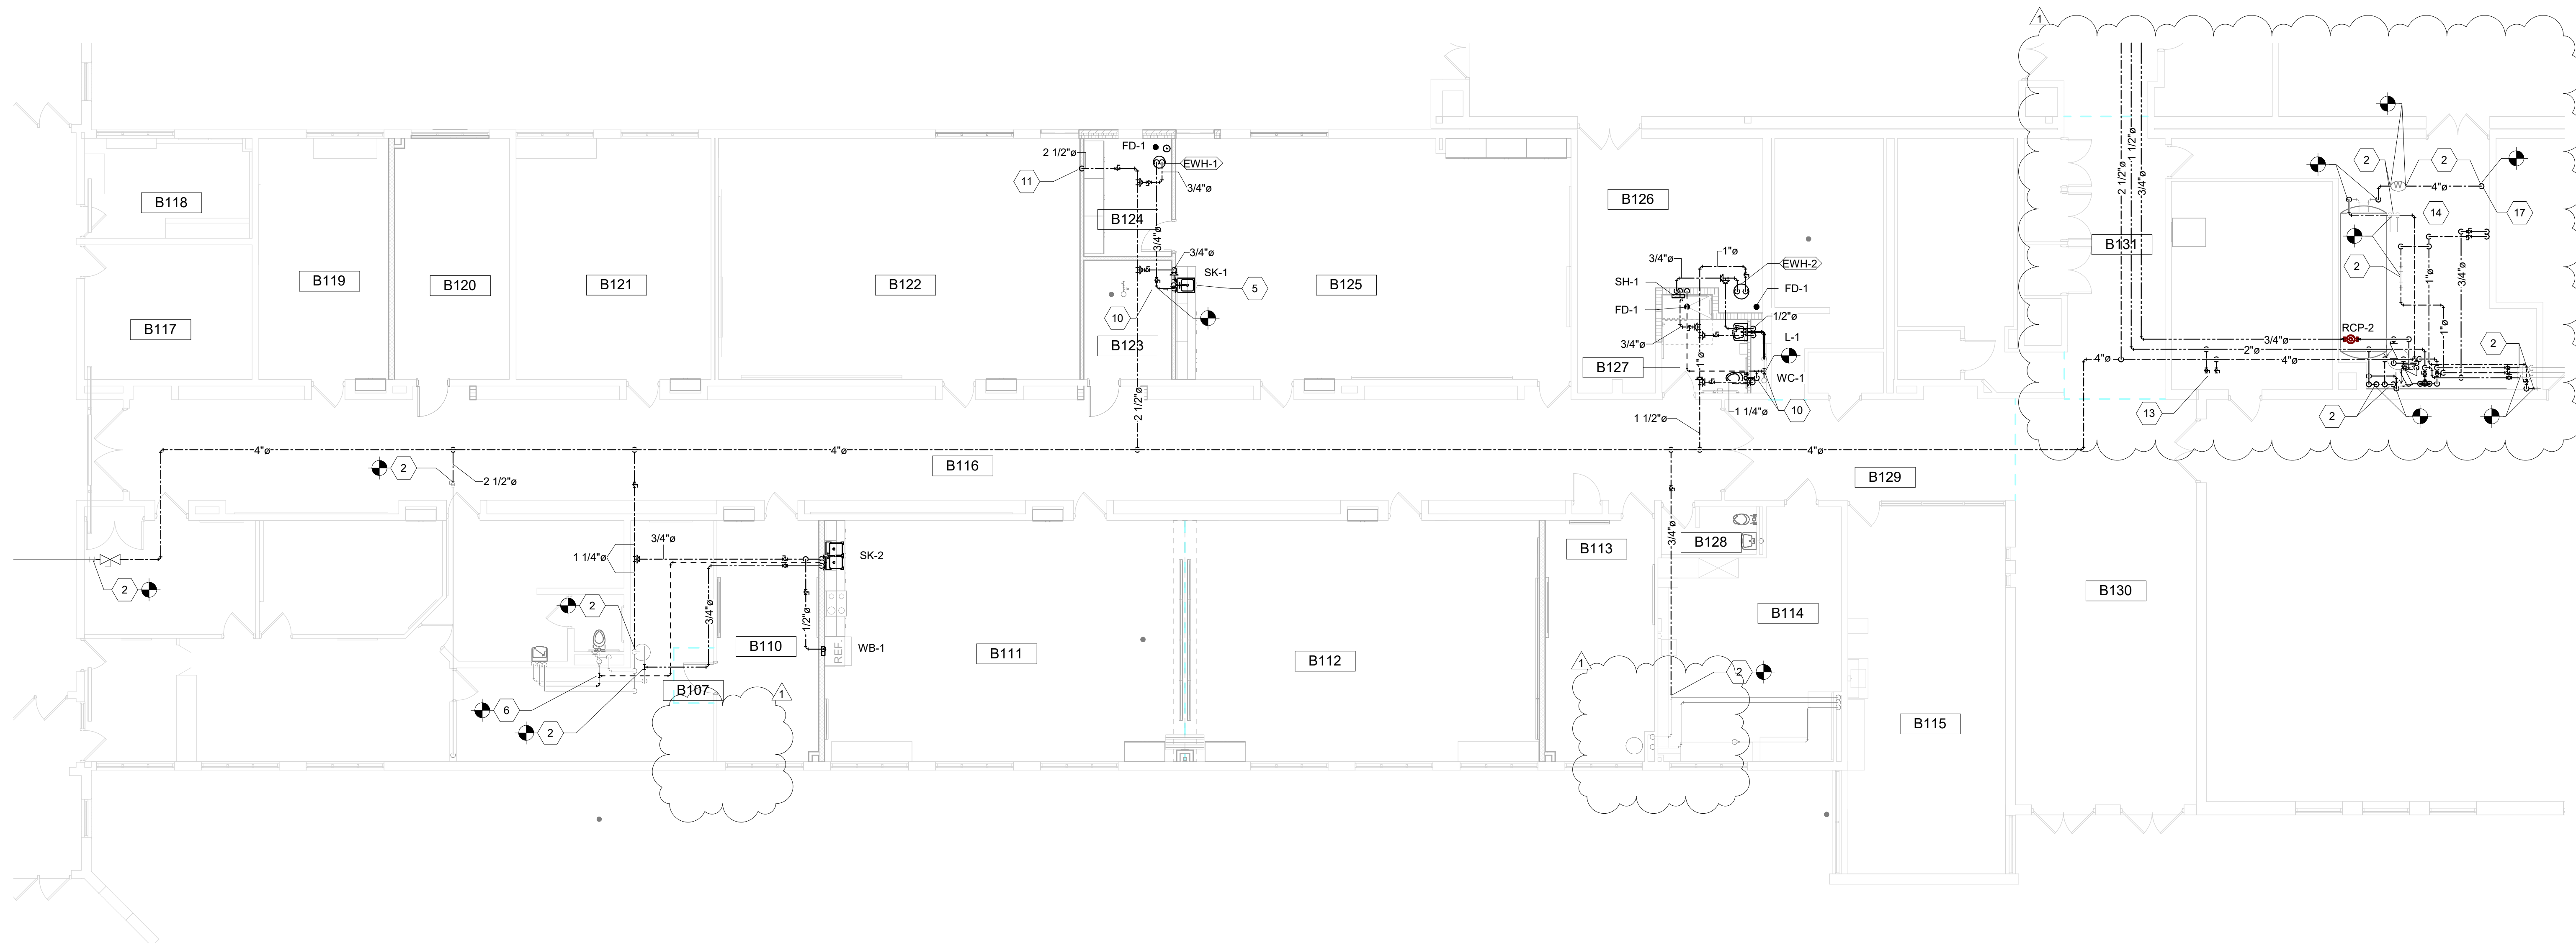 1
2 1/2"ø
1 1/2"ø
3/4"ø
FD-1
2 1/2"ø
EWH-1
11
3/4"ø
2
2
4"ø
B118
B126
B124
14
17
3/4"ø
1"ø
B131
3/4"ø
3/4"ø
EWH-2
2
SK-1
B119
B120
B121
B122
5
B125
SH-1
FD-1
1"ø
3/4"ø
FD-1
10
1/2"ø
B117
RCP-2
1"ø
3/4"ø
L-1
B123
3/4"ø
2
2"ø
4"ø
4"ø
1"ø
B127
WC-1
2 1/2"ø
1 1/4"ø
10
13
2
1 1/2"ø
4"ø
4"ø
4"ø
2
B116
2 1/2"ø
B129
3/4"ø
3/4"ø
B128
B113
1 1/4"ø
SK-2
2
B130
2
3/4"ø
1/2"ø
B114
B110
REF.
WB-1
B111
B112
1
2
B107
1
6
B115
2